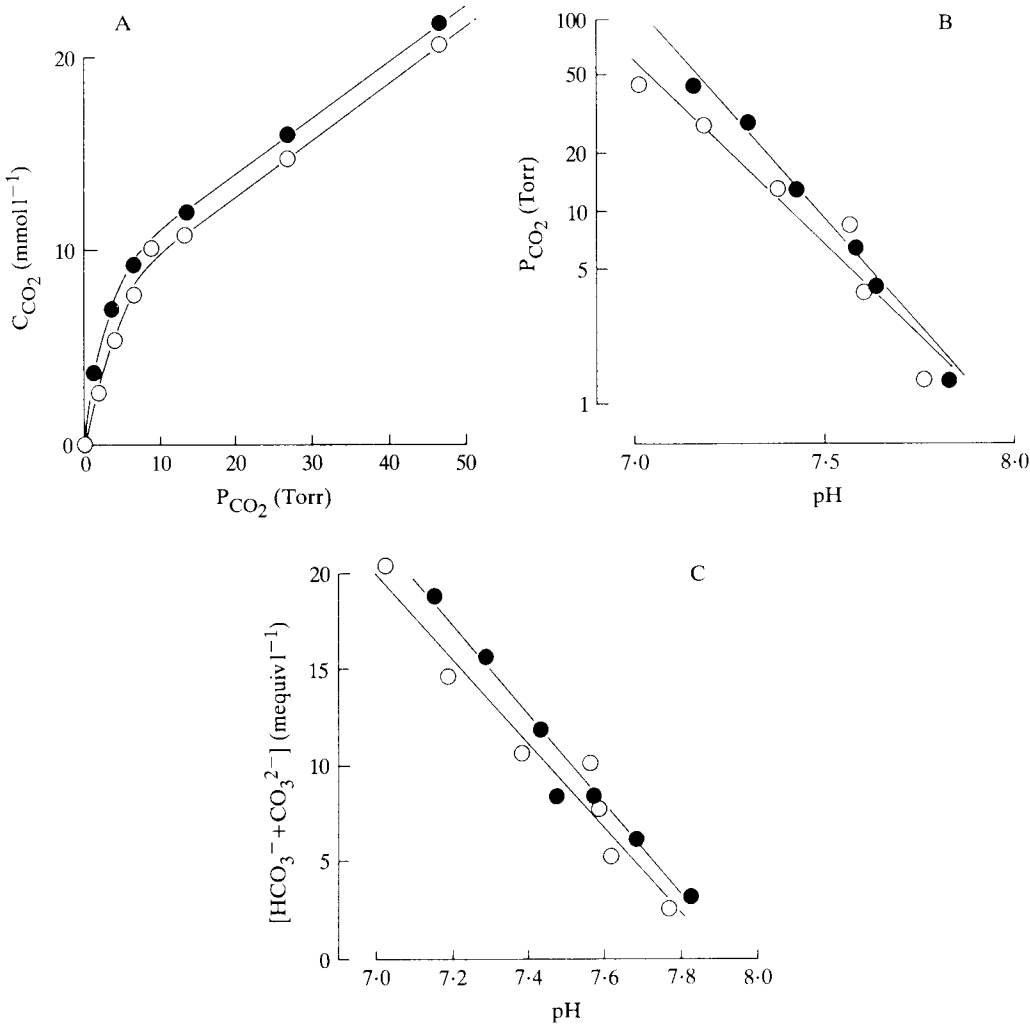 A
20
10
0
C_CO₂ (mmol l⁻¹)
0 10 20 30 40 50
P_CO₂ (Torr)
B
100
50
20
10
5
1
P_CO₂ (Torr)
7·0 7·5 8·0
pH
C
20
15
10
5
0
[HCO₃⁻+CO₃²⁻] (mequiv l⁻¹)
7·0 7·2 7·4 7·6 7·8 8·0
pH